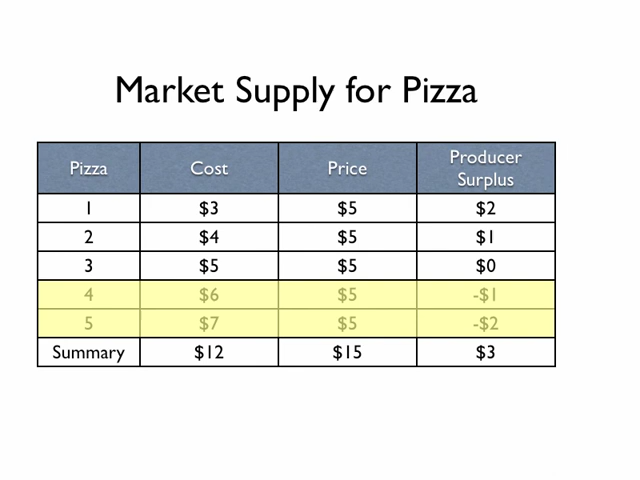 Market Supply for Pizza
Pizza Cost Price Producer Surplus
1 $3 $5 $2
2 $4 $5 $1
3 $5 $5 $0
4 $6 $5 -$1
5 $7 $5 -$2
Summary $12 $15 $3